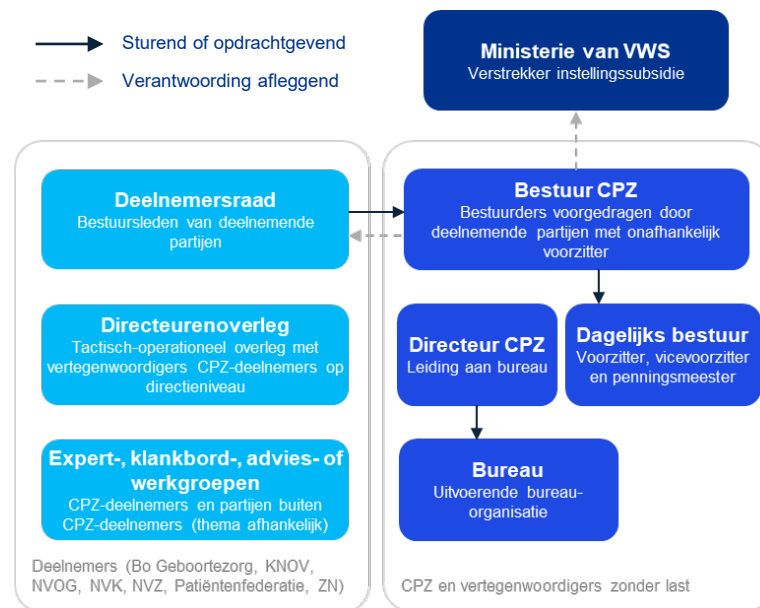 Sturend of opdrachtgevend
Verantwoording afleggend
Ministerie van VWS
Verstrekker instellingssubsidie
Deelnemersraad
Bestuursleden van deelnemende
partijen
Bestuur CPZ
Bestuurders voorgedragen door
deelnemende partijen met onafhankelijk
voorzitter
Directeurenoverleg
Tactisch-operationeel overleg met
vertegenwoordigers CPZ-deelnemers op
directieniveau
Directeur CPZ
Leiding aan bureau
Dagelijks bestuur
Voorzitter, vicevoorzitter
en penningsmeester
Expert-, klankbord-, advies- of
werkgroepen
CPZ-deelnemers en partijen buiten
CPZ-deelnemers (thema afhankelijk)
Bureau
Uitvoerende bureau-
organisatie
Deelnemers (Bo Geboortezorg, KNOV,
NVOG, NVK, NVZ, Patiëntenfederatie, ZN)
CPZ en vertegenwoordigers zonder last